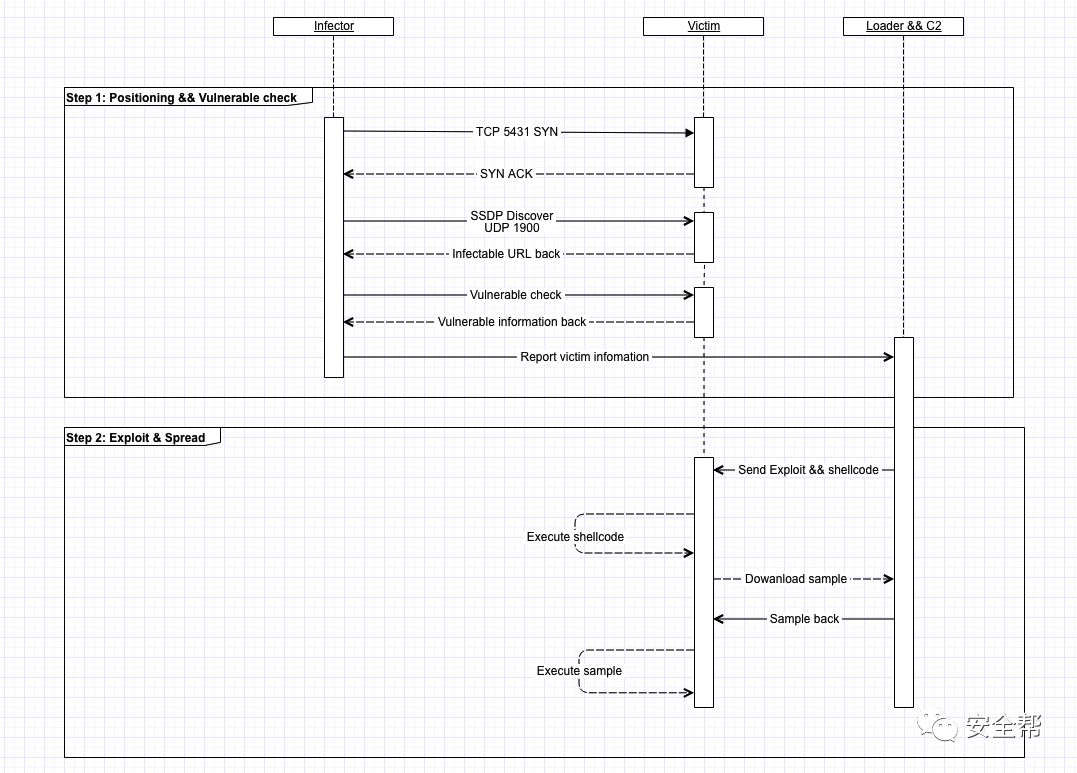 Infector
Victim
Loader && C2
Step 1: Positioning && Vulnerable check
TCP 5431 SYN
SYN ACK
SSDP Discover
UDP 1900
Infectable URL back
Vulnerable check
Vulnerable information back
Report victim infomation
Step 2: Exploit & Spread
Send Exploit && shellcode
Execute shellcode
Dowanload sample
Sample back
Execute sample
安全帮